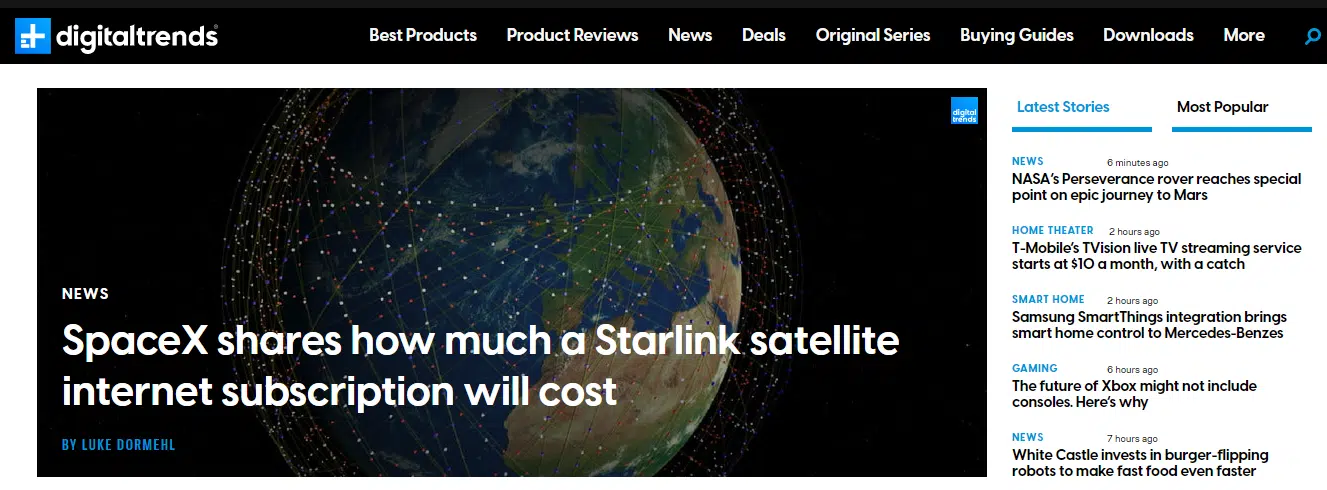 digitaltrends
Best Products Product Reviews News Deals Original Series Buying Guides Downloads More
digital
trends
NEWS
SpaceX shares how much a Starlink satellite
internet subscription will cost
BY LUKE DORMEHL
Latest Stories Most Popular
NEWS 6 minutes ago
NASA's Perseverance rover reaches special
point on epic journey to Mars
HOME THEATER 2 hours ago
T-Mobile's TVision live TV streaming service
starts at $10 a month, with a catch
SMART HOME 2 hours ago
Samsung SmartThings integration brings
smart home control to Mercedes-Benzes
GAMING 6 hours ago
The future of Xbox might not include
consoles. Here's why
NEWS 7 hours ago
White Castle invests in burger-flipping
robots to make fast food even faster